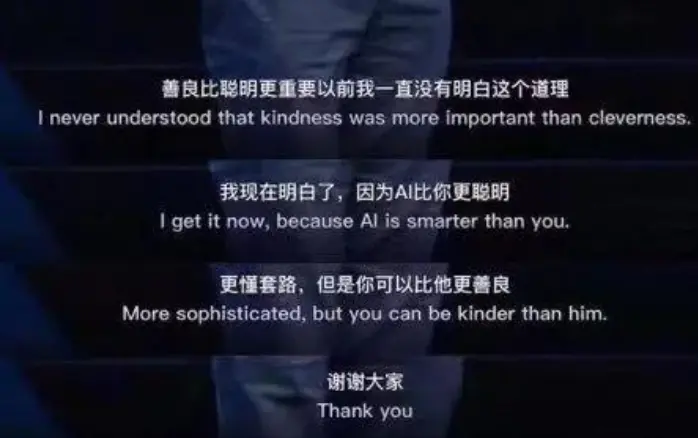 善良比聪明更重要以前我一直没有明白这个道理
I never understood that kindness was more important than cleverness.
我现在明白了，因为AI比你更聪明
I get it now, because AI is smarter than you.
更懂套路，但是你可以比他更善良
More sophisticated, but you can be kinder than him.
谢谢大家
Thank you